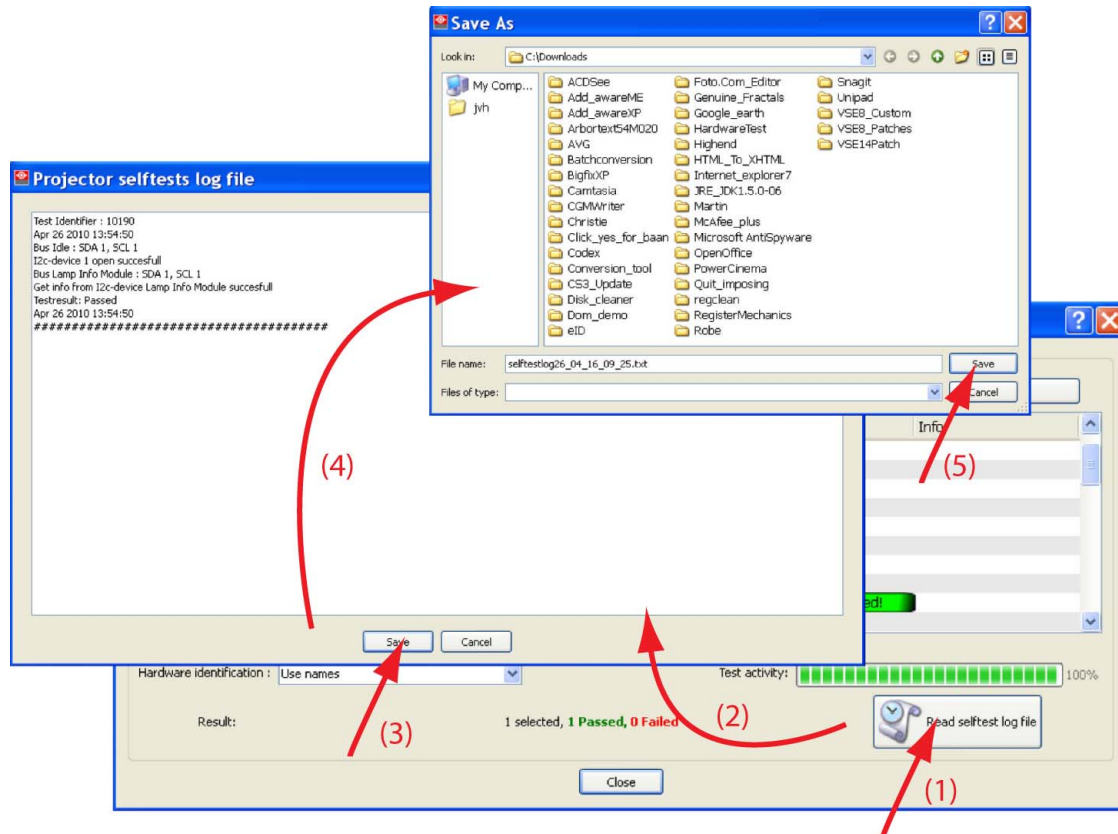 Save As
Look in:
C:\Downloads
My Comp...
jvh
ACDSee
Add_awareME
Add_awareXP
Arbortext54M020
AVG
Batchconversion
BigfixXP
Camtasia
CGMWriter
Christie
Click_yes_for_baan
Codex
Conversion_tool
CS3_Update
Disk_cleaner
Dom_demo
eID
Foto.Com_Editor
Genuine_Fractals
Google_earth
HardwareTest
Highend
HTML_To_XHTML
Internet_explorer7
JRE_JDK1.5.0-06
Martin
McAfee_plus
Microsoft AntiSpyware
OpenOffice
PowerCinema
Quit_imposing
regclean
RegisterMechanics
Robe
Snagit
Unipad
VSE8_Custom
VSE8_Patches
VSE14Patch
File name:
selftestlog26_04_16_09_25.txt
Save
Files of type:
Cancel
Projector selftests log file
Test Identifier : 10190
Apr 26 2010 13:54:50
Bus Idle : SDA 1, SCL 1
I2c-device 1 open succesfull
Bus Lamp Info Module : SDA 1, SCL 1
Get info from I2c-device Lamp Info Module succesfull
Testresult: Passed
Apr 26 2010 13:54:50
#######################################
Info
(4)
(5)
ed!
Save
Cancel
Hardware identification :
Use names
Test activity:
100%
Result:
1 selected, 1 Passed, 0 Failed
Read selftest log file
(3)
(2)
(1)
Close